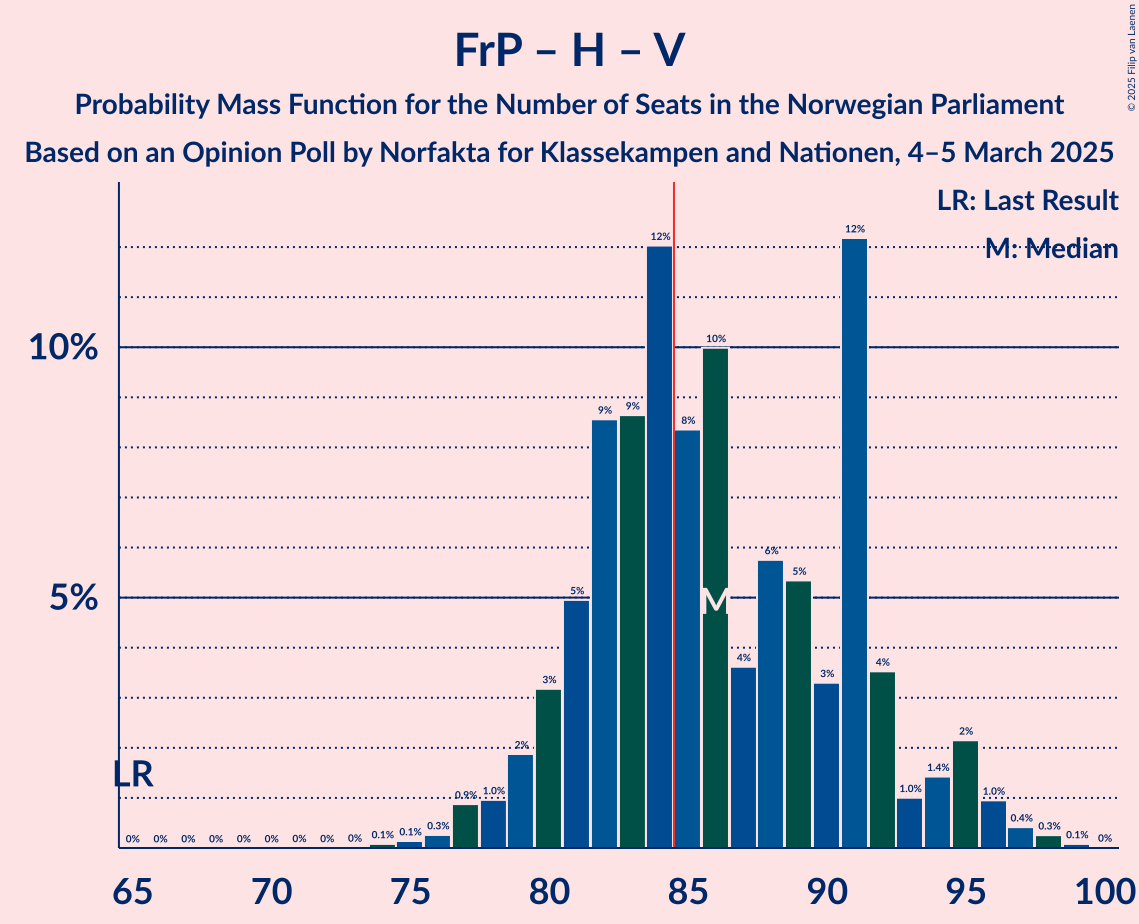 FrP – H – V
Probability Mass Function for the Number of Seats in the Norwegian Parliament
Based on an Opinion Poll by Norfakta for Klassekampen and Nationen, 4–5 March 2025
© 2025 Filip van Laenen
LR: Last Result
M: Median
10%
5%
LR
M
0% 0% 0% 0% 0% 0% 0% 0% 0% 0.1% 0.1% 0.3% 0.9% 1.0% 2% 3% 5% 9% 9% 12% 8% 10% 4% 6% 5% 3% 12% 4% 1.0% 1.4% 2% 1.0% 0.4% 0.3% 0.1% 0%
65 70 75 80 85 90 95 100